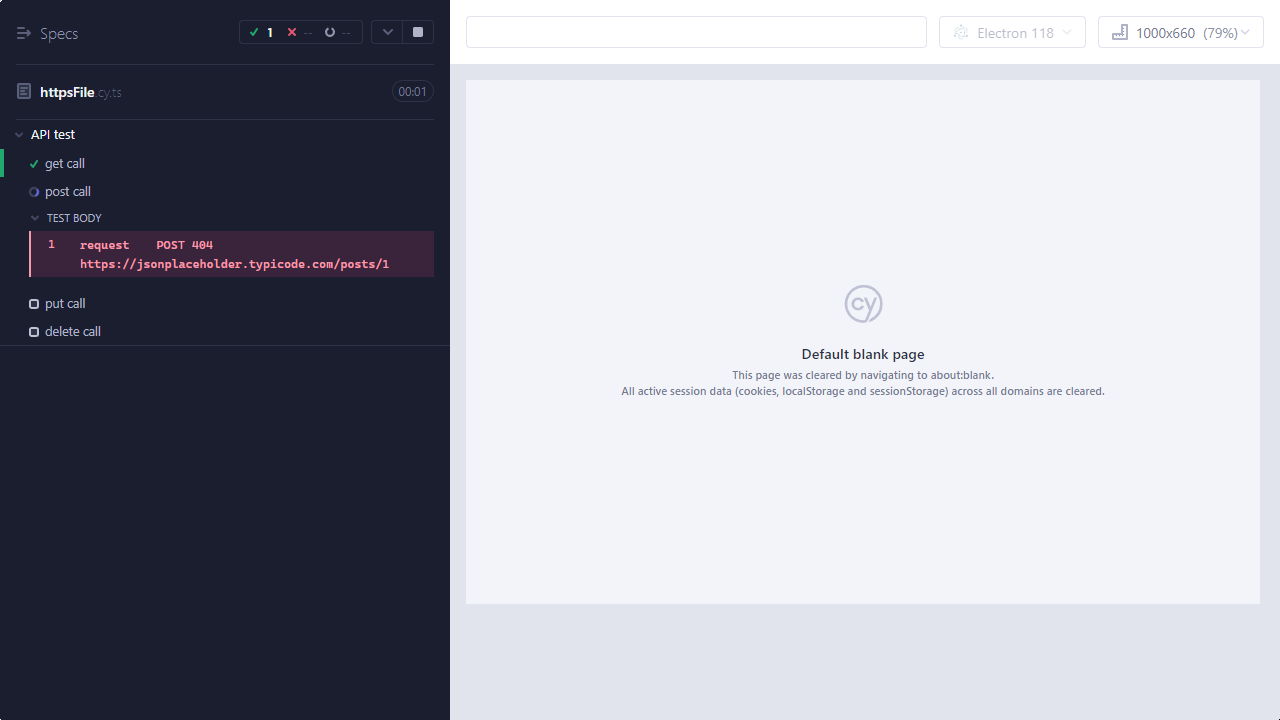 Specs
1 -- --
httpsFile.cy.ts
00:01
API test
get call
post call
TEST BODY
1 request POST 404
https://jsonplaceholder.typicode.com/posts/1
put call
delete call
Electron 118
1000x660 (79%)
cy
Default blank page
This page was cleared by navigating to about:blank.
All active session data (cookies, localStorage and sessionStorage) across all domains are cleared.